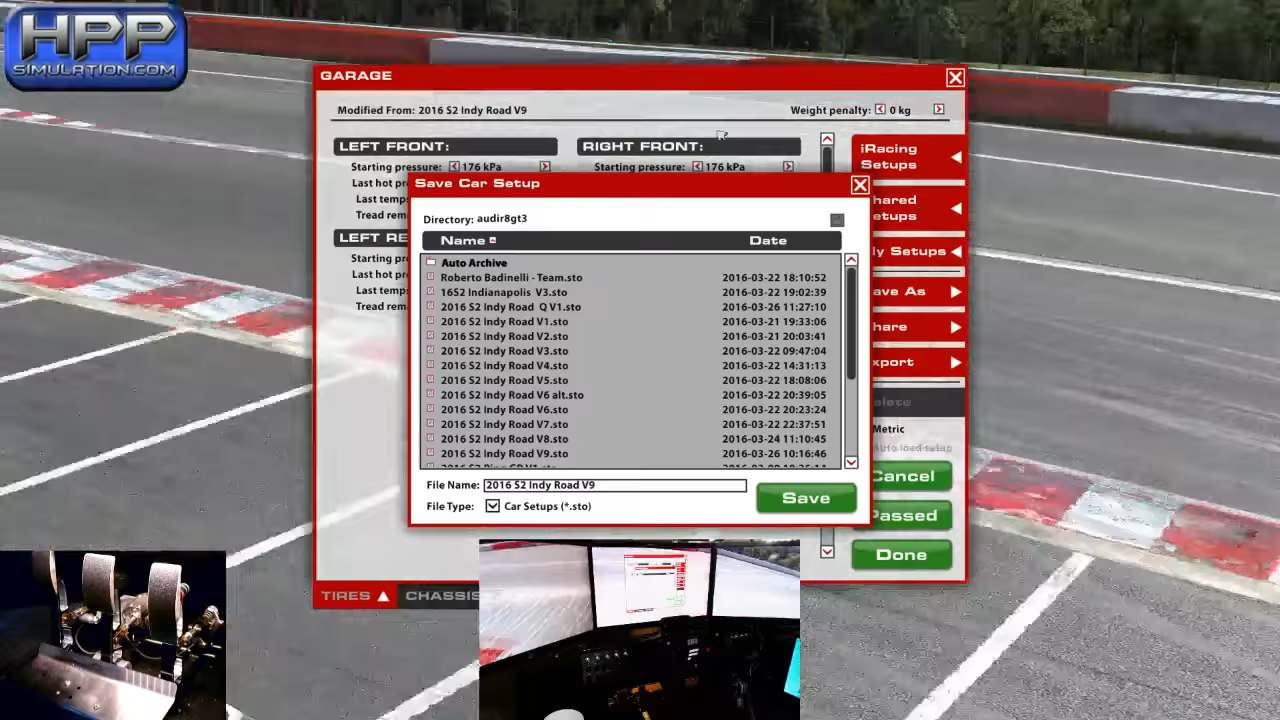 HPP
SIMULATION.COM
GARAGE
Modified From: 2016 S2 Indy Road V9
Weight penalty: 0 kg
LEFT FRONT:
RIGHT FRONT:
Starting pressure: 176 kPa
Starting pressure: 176 kPa
Last hot pr
Last temps
Tread rem
LEFT RE
Starting pr
Last hot pr
Last temps
Tread rem
iRacing
Setups
hared
etups
y Setups
ave As
hare
xport
elete
Metric
Auto load setup
Cancel
Passed
Done
Save Car Setup
Directory: audir8gt3
Name Date
Auto Archive
Roberto Badinelli - Team.sto 2016-03-22 18:10:52
16S2 Indianapolis V3.sto 2016-03-22 19:02:39
2016 S2 Indy Road Q V1.sto 2016-03-26 11:27:10
2016 S2 Indy Road V1.sto 2016-03-21 19:33:06
2016 S2 Indy Road V2.sto 2016-03-21 20:03:41
2016 S2 Indy Road V3.sto 2016-03-22 09:47:04
2016 S2 Indy Road V4.sto 2016-03-22 14:31:13
2016 S2 Indy Road V5.sto 2016-03-22 18:08:06
2016 S2 Indy Road V6 alt.sto 2016-03-22 20:39:05
2016 S2 Indy Road V6.sto 2016-03-22 20:23:24
2016 S2 Indy Road V7.sto 2016-03-22 22:37:51
2016 S2 Indy Road V8.sto 2016-03-24 11:10:45
2016 S2 Indy Road V9.sto 2016-03-26 10:16:46
File Name: 2016 S2 Indy Road V9
File Type: Car Setups (*.sto)
Save
TIRES
CHASSIS